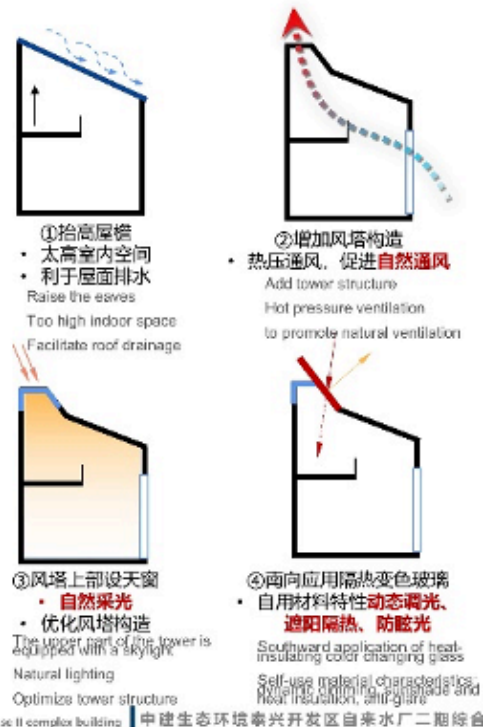 ①抬高屋檐
• 太高室内空间
• 利于屋面排水
Raise the eaves
Too high indoor space
Facilitate roof drainage
②增加风塔构造
• 热压通风，促进自然通风
Add tower structure
Hot pressure ventilation
to promote natural ventilation
③风塔上部设天窗
• 自然采光
• 优化风塔构造
The upper part of the tower is
equipped with a skylight
Natural lighting
Optimize tower structure
④南向应用隔热变色玻璃
• 自用材料特性动态调光、
遮阳隔热、防眩光
Southward application of heat-
insulating color changing glass
Self-use material characteristics:
dynamic dimming, sunshade and
heat insulation, anti-glare
se II complex building
中建生态环境泰兴开发区自来水厂二期综合